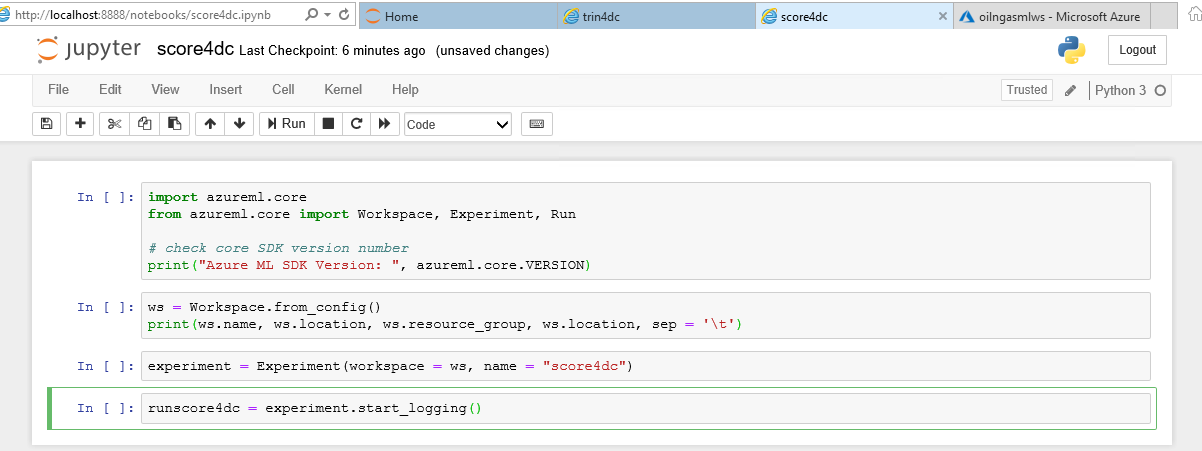 http://localhost:8888/notebooks/score4dc.ipynb
Home
trin4dc
score4dc
oilngasmlws - Microsoft Azure
jupyter score4dc Last Checkpoint: 6 minutes ago (unsaved changes)
Logout
File Edit View Insert Cell Kernel Help
Trusted
Python 3
Run
Code
In [ ]: import azureml.core
from azureml.core import Workspace, Experiment, Run
# check core SDK version number
print("Azure ML SDK Version: ", azureml.core.VERSION)
In [ ]: ws = Workspace.from_config()
print(ws.name, ws.location, ws.resource_group, ws.location, sep = '\t')
In [ ]: experiment = Experiment(workspace = ws, name = "score4dc")
In [ ]: runscore4dc = experiment.start_logging()